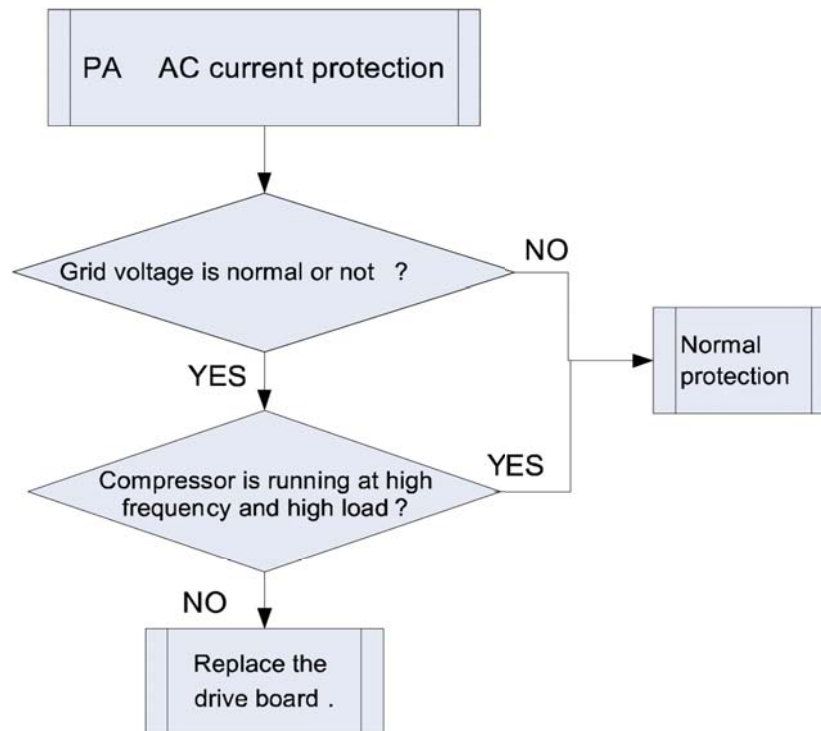 PA AC current protection
Grid voltage is normal or not ?
NO
Normal
protection
YES
Compressor is running at high
frequency and high load ?
YES
NO
Replace the
drive board .